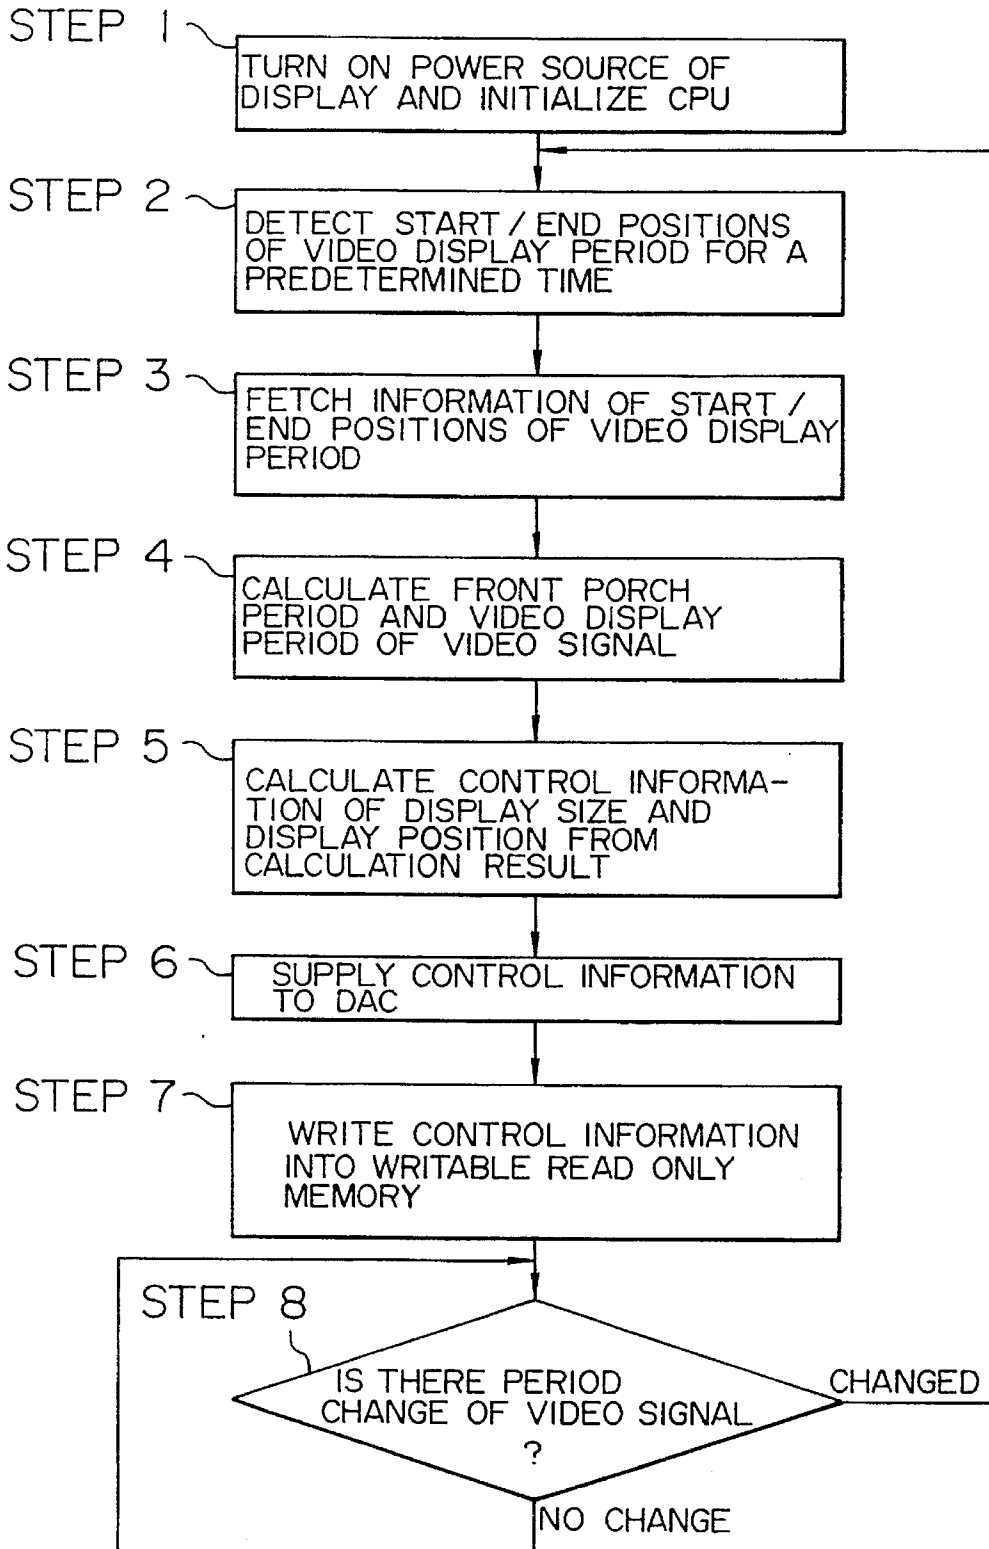 STEP 1
TURN ON POWER SOURCE OF
DISPLAY AND INITIALIZE CPU
STEP 2
DETECT START / END POSITIONS
OF VIDEO DISPLAY PERIOD FOR A
PREDETERMINED TIME
STEP 3
FETCH INFORMATION OF START /
END POSITIONS OF VIDEO DISPLAY
PERIOD
STEP 4
CALCULATE FRONT PORCH
PERIOD AND VIDEO DISPLAY
PERIOD OF VIDEO SIGNAL
STEP 5
CALCULATE CONTROL INFORMA-
TION OF DISPLAY SIZE AND
DISPLAY POSITION FROM
CALCULATION RESULT
STEP 6
SUPPLY CONTROL INFORMATION
TO DAC
STEP 7
WRITE CONTROL INFORMATION
INTO WRITABLE READ ONLY
MEMORY
STEP 8
IS THERE PERIOD
CHANGE OF VIDEO SIGNAL
?
CHANGED
NO CHANGE